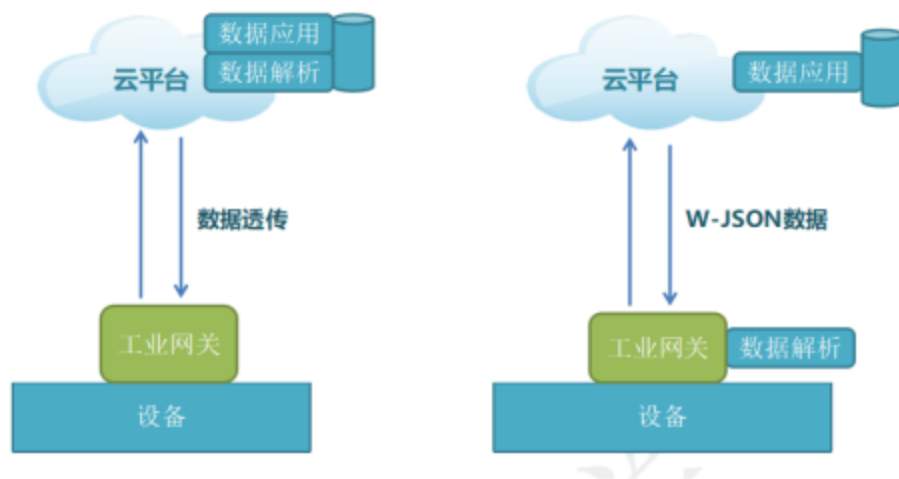 数据应用
云平台
数据解析
数据透传
工业网关
设备
云平台
数据应用
W-JSON数据
工业网关
数据解析
设备